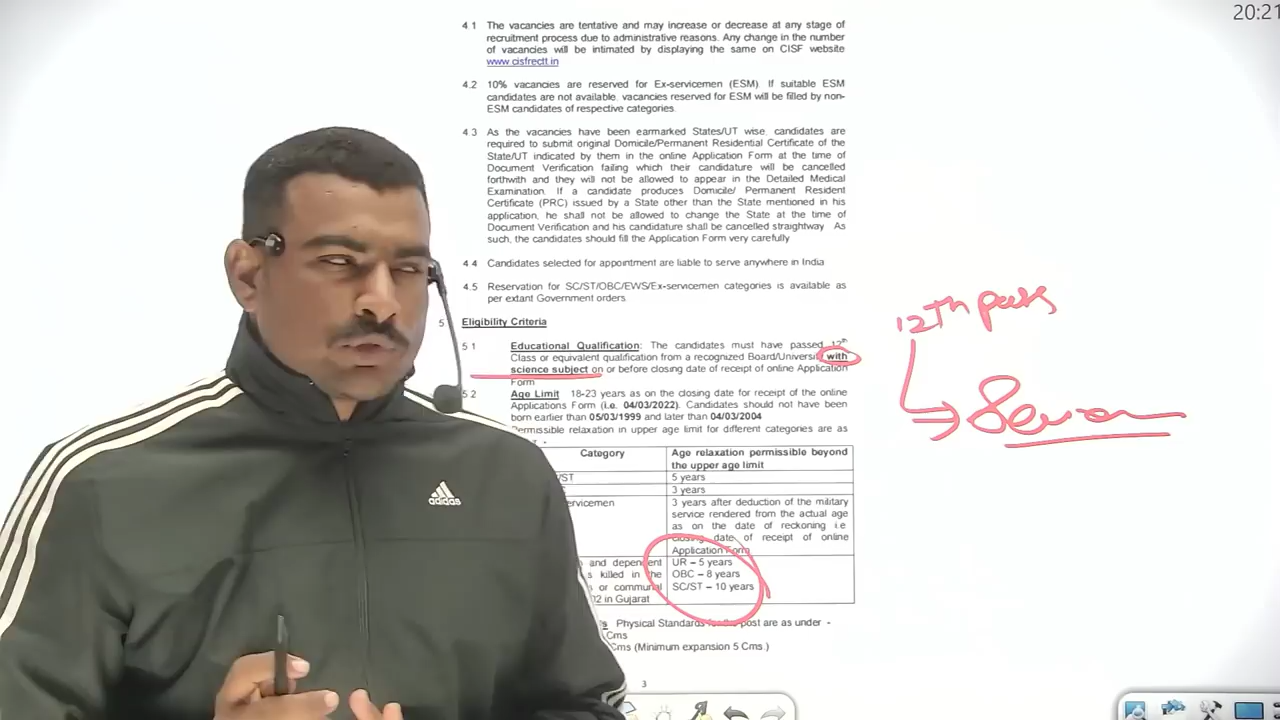 20:21
4.1 The vacancies are tentative and may increase or decrease at any stage of
recruitment process due to administrative reasons. Any change in the number
of vacancies will be intimated by displaying the same on CISF website
www.cisfrectt.in
4.2 10% vacancies are reserved for Ex-servicemen (ESM). If suitable ESM
candidates are not available, vacancies reserved for ESM will be filled by non-
ESM candidates of respective categories.
4.3 As the vacancies have been earmarked States/UT wise, candidates are
required to submit original Domicile/Permanent Residential Certificate of the
State/UT indicated by them in the online Application Form at the time of
Document Verification failing which their candidature will be cancelled
forthwith and they will not be allowed to appear in the Detailed Medical
Examination. If a candidate produces Domicile/ Permanent Resident
Certificate (PRC) issued by a State other than the State mentioned in his
application, he shall not be allowed to change the State at the time of
Document Verification and his candidature shall be cancelled straightway. As
such, the candidates should fill the Application Form very carefully
4.4 Candidates selected for appointment are liable to serve anywhere in India
4.5 Reservation for SC/ST/OBC/EWS/Ex-servicemen categories is available as
per extant Government orders.
5 Eligibility Criteria
5.1 Educational Qualification: The candidates must have passed 12th
Class or equivalent qualification from a recognized Board/Universit with
science subject on or before closing date of receipt of online Application
Form
5.2 Age Limit 18-23 years as on the closing date for receipt of the online
Applications Form (i.e. 04/03/2022). Candidates should not have been
born earlier than 05/03/1999 and later than 04/03/2004
Permissible relaxation in upper age limit for different categories are as
Category Age relaxation permissible beyond
the upper age limit
/ST 5 years
3 years
ervicemen 3 years after deduction of the military
service rendered from the actual age
as on the date of reckoning i.e
closing date of receipt of online
Application Form
and dependent UR – 5 years
s killed in the OBC – 8 years
s or communal SC/ST – 10 years
02 in Gujarat
s Physical Standards for the post are as under -
Cms
Cms (Minimum expansion 5 Cms.)
3
12th pass
adidas